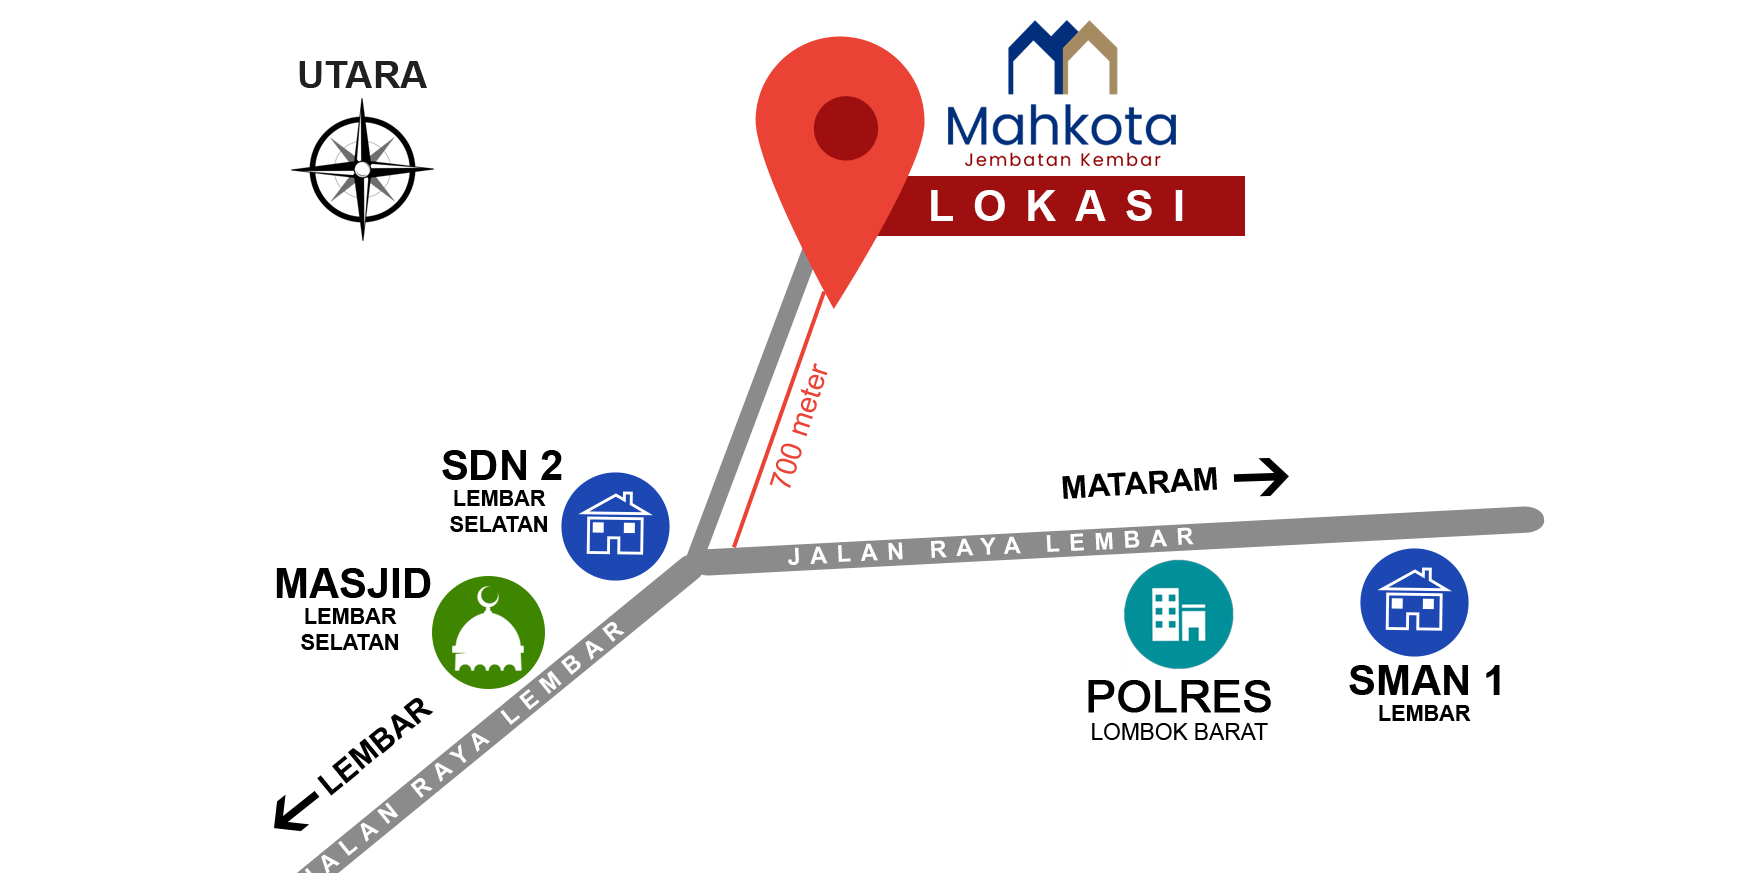 UTARA
Mahkota
Jembatan Kembar
LOKASI
700 meter
SDN 2
LEMBAR
SELATAN
MATARAM
JALAN RAYA LEMBAR
MASJID
LEMBAR
SELATAN
POLRES
LOMBOK BARAT
SMAN 1
LEMBAR
LEMBAR
JALAN RAYA LEMBAR